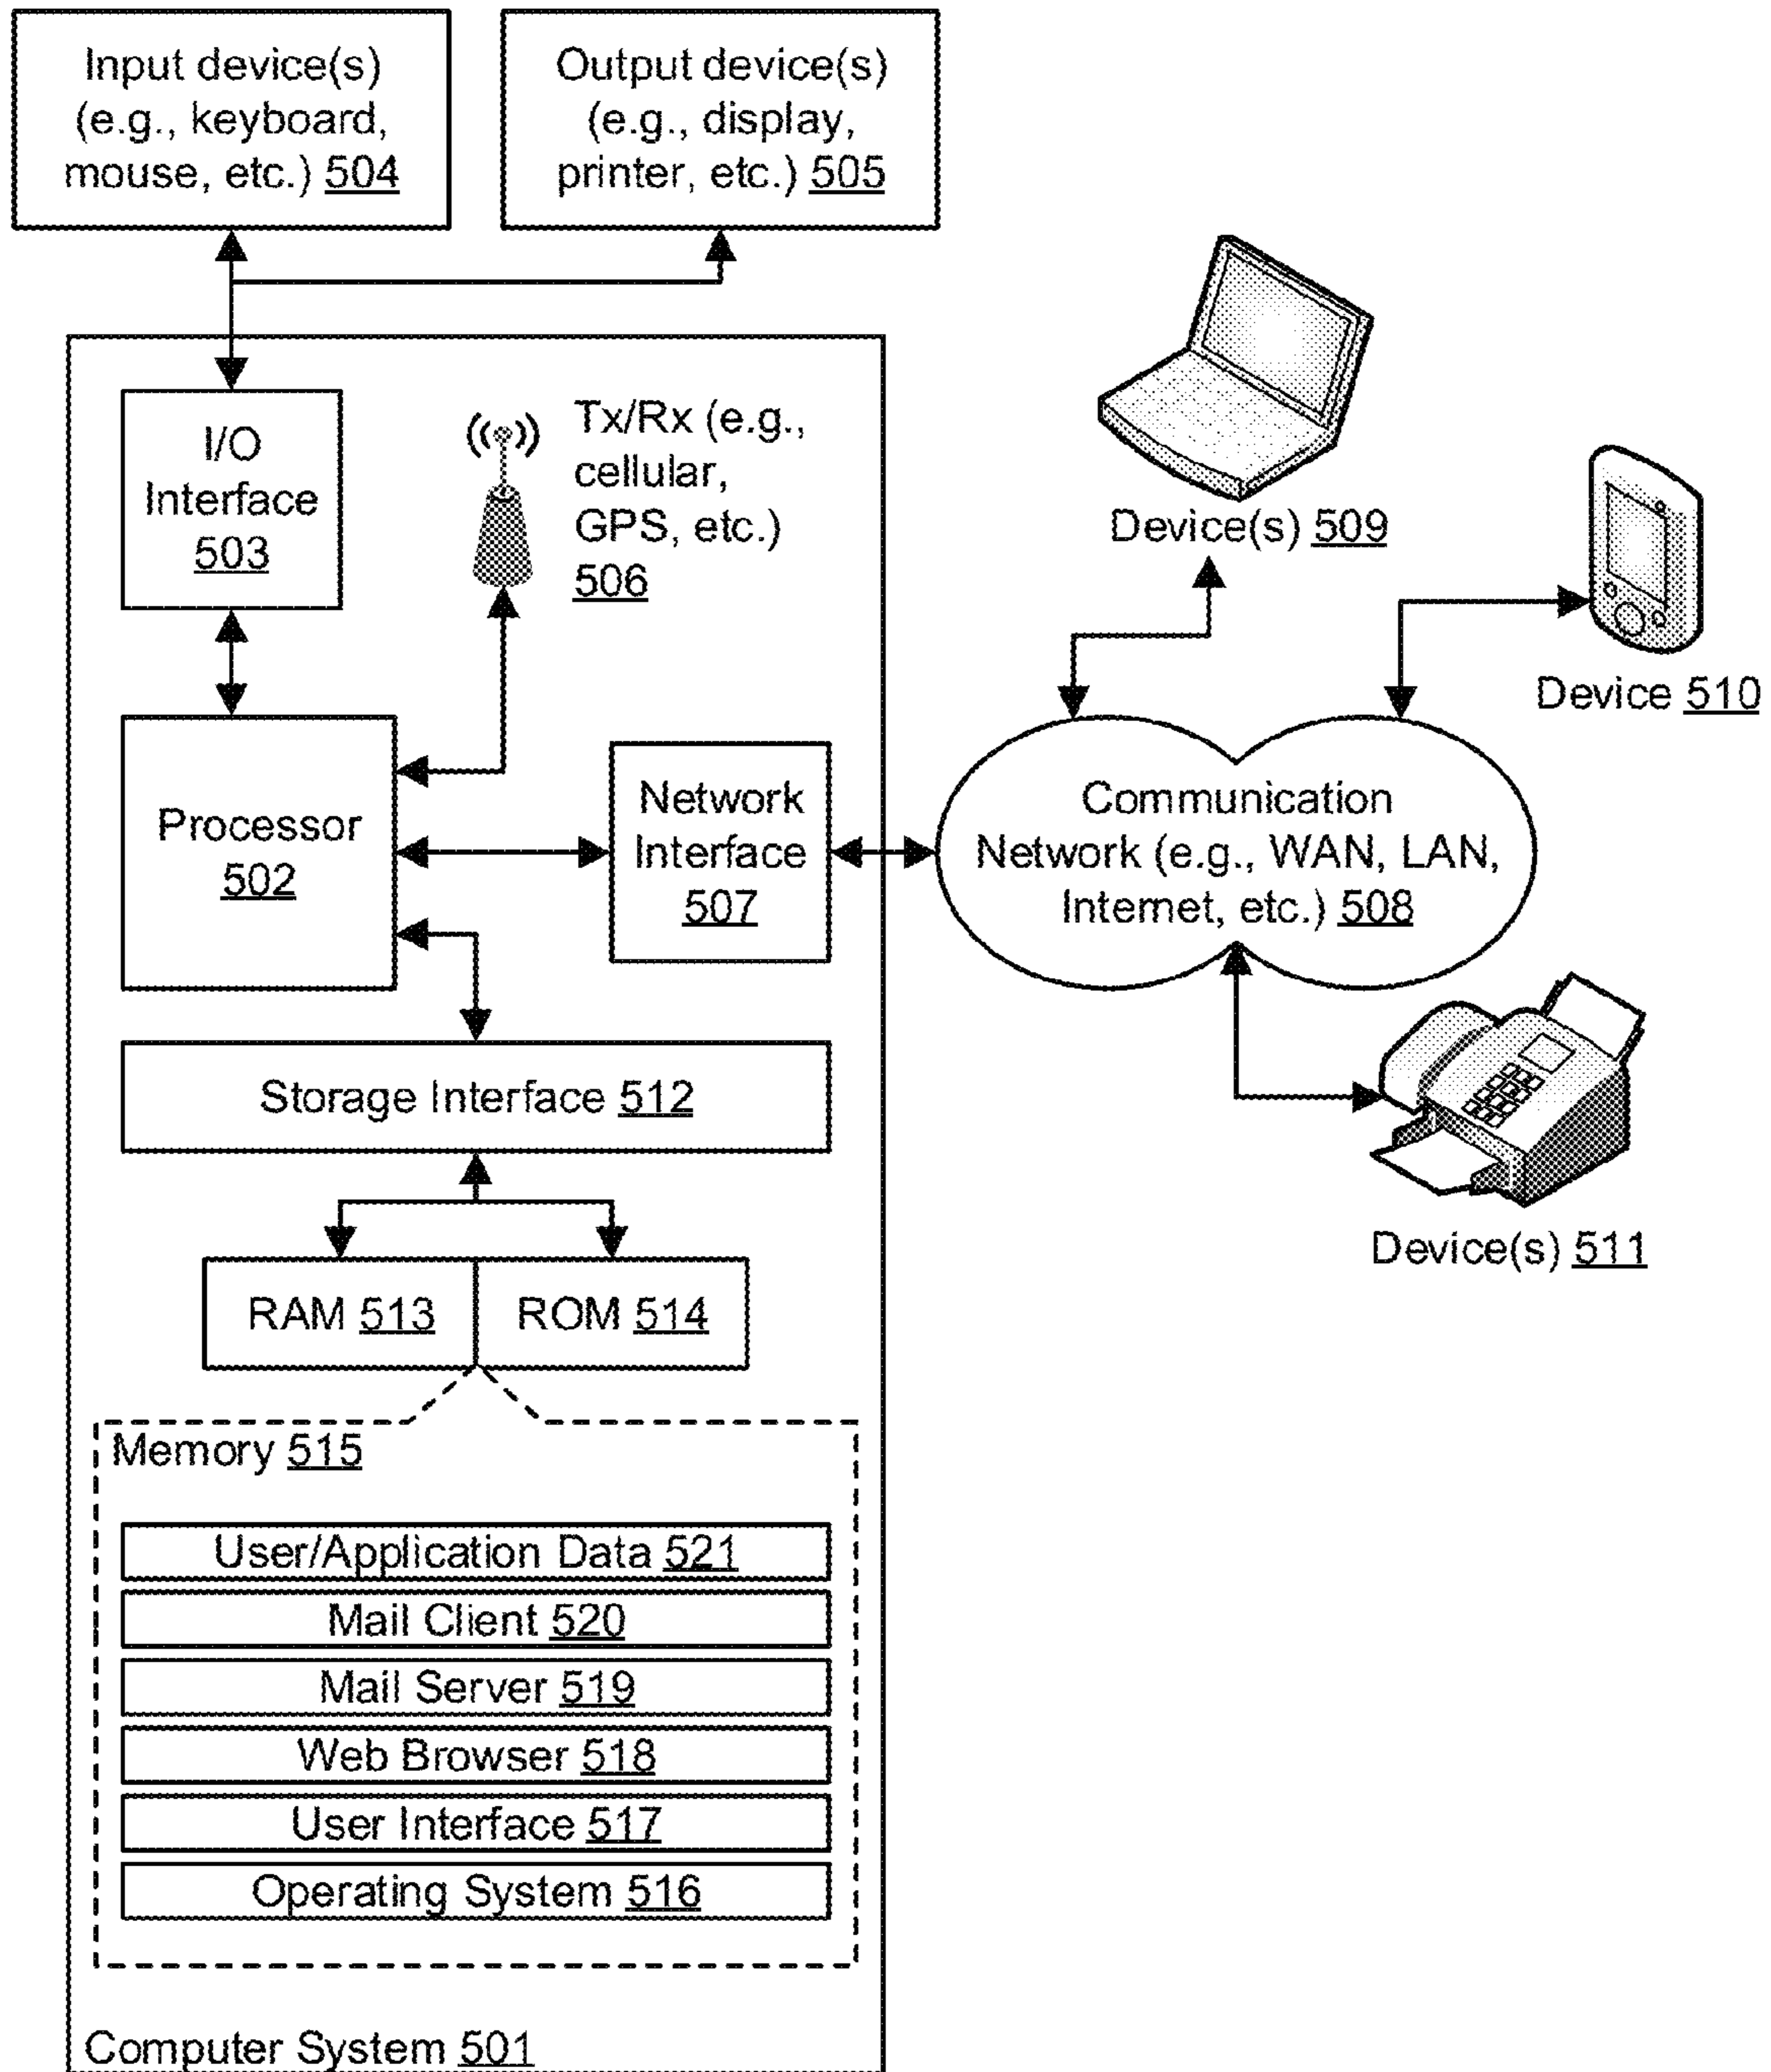 Input device(s)
(e.g., keyboard,
mouse, etc.) 504
Output device(s)
(e.g., display,
printer, etc.) 505
I/O
Interface
503
Tx/Rx (e.g.,
cellular,
GPS, etc.)
506
Device(s) 509
Device 510
Processor
502
Network
Interface
507
Communication
Network (e.g., WAN, LAN,
Internet, etc.) 508
Storage Interface 512
Device(s) 511
RAM 513
ROM 514
Memory 515
User/Application Data 521
Mail Client 520
Mail Server 519
Web Browser 518
User Interface 517
Operating System 516
Computer System 501